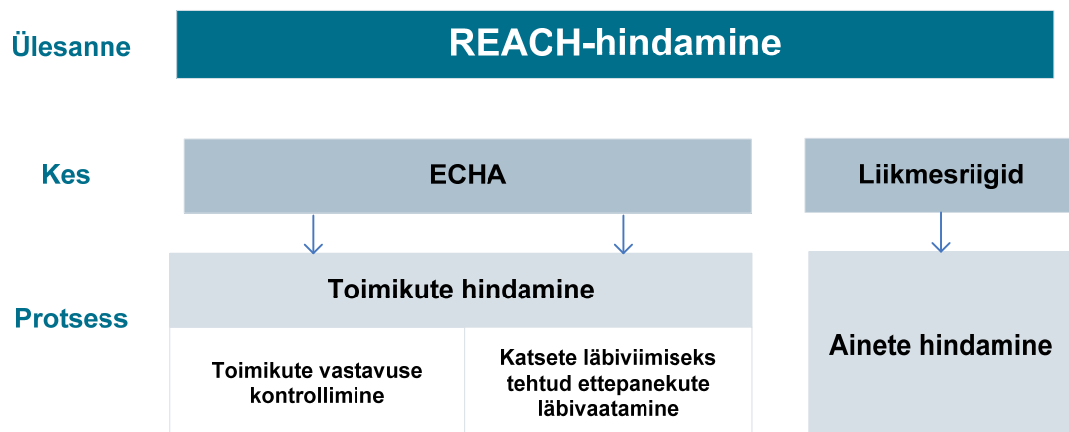 Ülesanne
REACH-hindamine
Kes
ECHA
Liikmesriigid
Protsess
Toimikute hindamine
Toimikute vastavuse
kontrollimine
Katsete läbiviimiseks
tehtud ettepanekute
läbivaatamine
Ainete hindamine